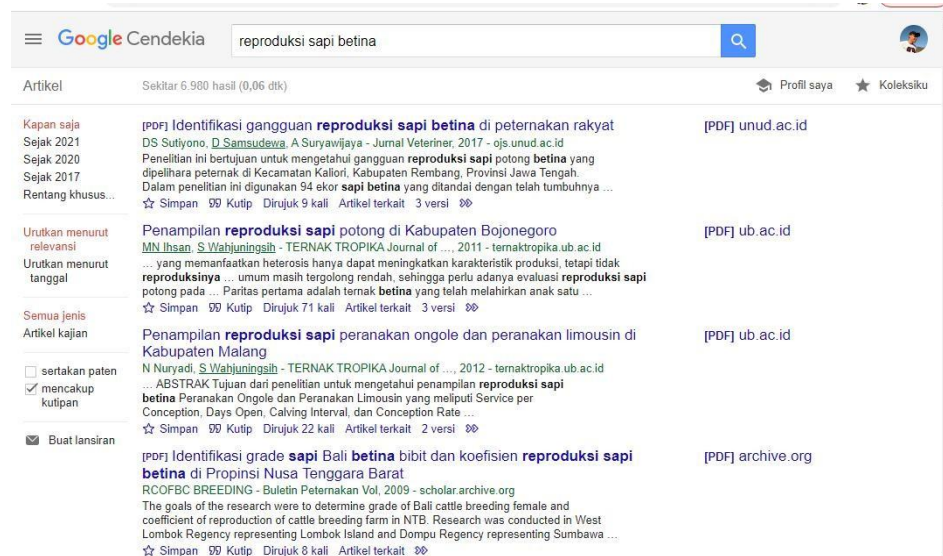 Google Cendekia
reproduksi sapi betina
Artikel
Sekitar 6.980 hasil (0,06 dtk)
Profil saya
Koleksiku
Kapan saja
Sejak 2021
Sejak 2020
Sejak 2017
Rentang khusus...
Urutkan menurut
relevansi
Urutkan menurut
tanggal
Semua jenis
Artikel kajian
sertakan paten
mencakup
kutipan
Buat lansiran
[PDF] Identifikasi gangguan reproduksi sapi betina di peternakan rakyat
[PDF] unud.ac.id
DS Sutiyono, D Samsudewa, A Suryawijaya - Jurnal Veteriner, 2017 - ojs.unud.ac.id
Penelitian ini bertujuan untuk mengetahui gangguan reproduksi sapi potong betina yang
dipelihara peternak di Kecamatan Kaliori, Kabupaten Rembang, Provinsi Jawa Tengah.
Dalam penelitian ini digunakan 94 ekor sapi betina yang ditandai dengan telah tumbuhnya ...
Simpan Kutip Dirujuk 9 kali Artikel terkait 3 versi
Penampilan reproduksi sapi potong di Kabupaten Bojonegoro
[PDF] ub.ac.id
MN Ihsan, S Wahjuningsih - TERNAK TROPIKA Journal of ..., 2011 - ternaktropika.ub.ac.id
... yang memanfaatkan heterosis hanya dapat meningkatkan karakteristik produksi, tetapi tidak
reproduksinya ... umum masih tergolong rendah, sehingga perlu adanya evaluasi reproduksi sapi
potong pada ... Paritas pertama adalah ternak betina yang telah melahirkan anak satu ...
Simpan Kutip Dirujuk 71 kali Artikel terkait 3 versi
Penampilan reproduksi sapi peranakan ongole dan peranakan limousin di
Kabupaten Malang
[PDF] ub.ac.id
N Nuryadi, S Wahjuningsih - TERNAK TROPIKA Journal of ..., 2012 - ternaktropika.ub.ac.id
... ABSTRAK Tujuan dari penelitian untuk mengetahui penampilan reproduksi sapi
betina Peranakan Ongole dan Peranakan Limousin yang meliputi Service per
Conception, Days Open, Calving Interval, dan Conception Rate ...
Simpan Kutip Dirujuk 22 kali Artikel terkait 2 versi
[PDF] Identifikasi grade sapi Bali betina bibit dan koefisien reproduksi sapi
betina di Propinsi Nusa Tenggara Barat
[PDF] archive.org
RCOFBC BREEDING - Buletin Peternakan Vol, 2009 - scholar.archive.org
The goals of the research were to determine grade of Bali cattle breeding female and
coefficient of reproduction of cattle breeding farm in NTB. Research was conducted in West
Lombok Regency representing Lombok Island and Dompu Regency representing Sumbawa ...
Simpan Kutip Dirujuk 8 kali Artikel terkait